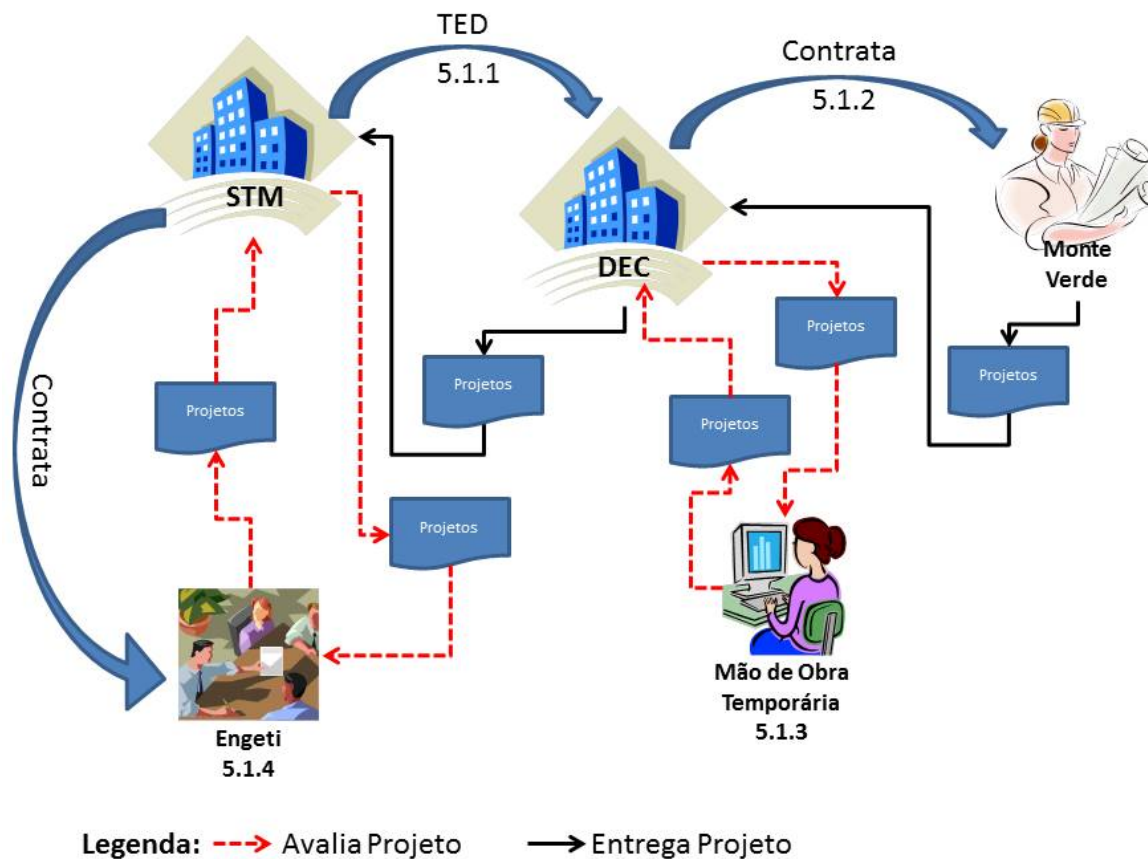 TED
5.1.1
Contrata
5.1.2
STM
DEC
Monte
Verde
Projetos
Projetos
Projetos
Projetos
Projetos
Projetos
Contrata
Mão de Obra
Temporária
5.1.3
Engeti
5.1.4
Legenda: Avalia Projeto Entrega Projeto